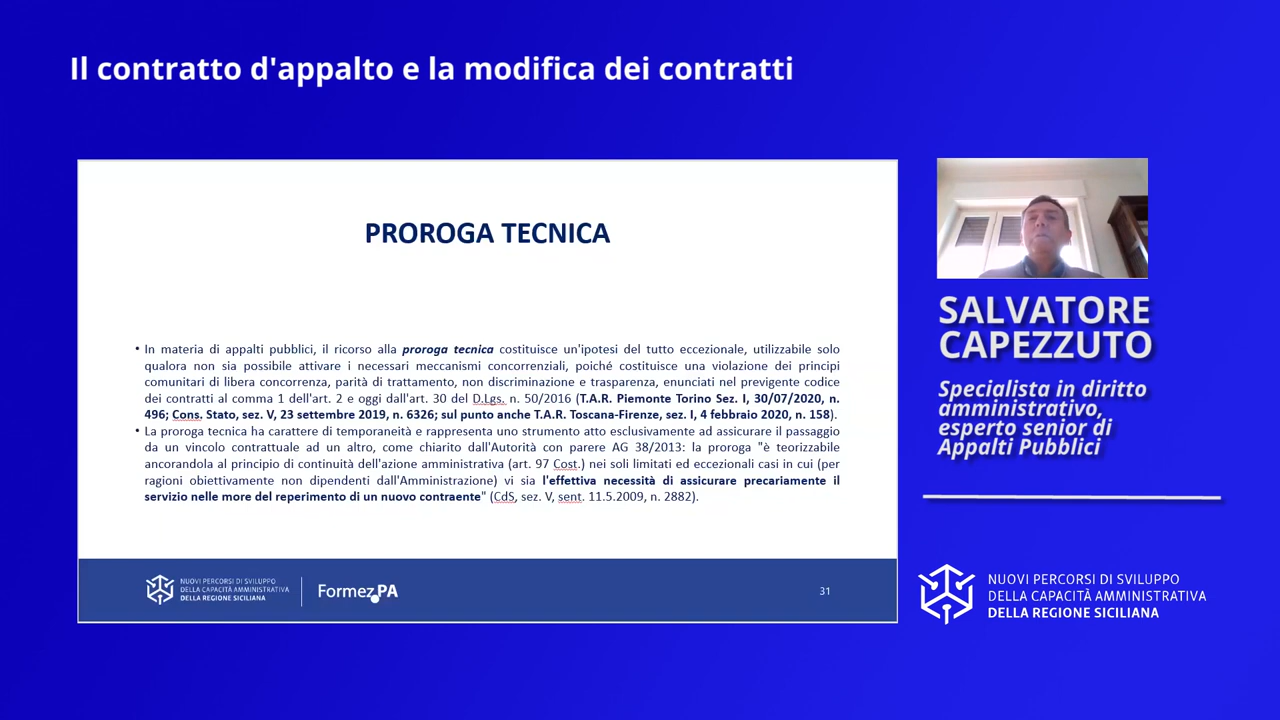 Il contratto d'appalto e la modifica dei contratti
PROROGA TECNICA
• In materia di appalti pubblici, il ricorso alla proroga tecnica costituisce un'ipotesi del tutto eccezionale, utilizzabile solo
qualora non sia possibile attivare i necessari meccanismi concorrenziali, poiché costituisce una violazione dei principi
comunitari di libera concorrenza, parità di trattamento, non discriminazione e trasparenza, enunciati nel previgente codice
dei contratti al comma 1 dell'art. 2 e oggi dall'art. 30 del D.Lgs. n. 50/2016 (T.A.R. Piemonte Torino Sez. I, 30/07/2020, n.
496; Cons. Stato, sez. V, 23 settembre 2019, n. 6326; sul punto anche T.A.R. Toscana-Firenze, sez. I, 4 febbraio 2020, n. 158).
• La proroga tecnica ha carattere di temporaneità e rappresenta uno strumento atto esclusivamente ad assicurare il passaggio
da un vincolo contrattuale ad un altro, come chiarito dall'Autorità con parere AG 38/2013: la proroga "è teorizzabile
ancorandola al principio di continuità dell'azione amministrativa (art. 97 Cost.) nei soli limitati ed eccezionali casi in cui (per
ragioni obiettivamente non dipendenti dall'Amministrazione) vi sia l'effettiva necessità di assicurare precariamente il
servizio nelle more del reperimento di un nuovo contraente" (CdS, sez. V, sent. 11.5.2009, n. 2882).
NUOVI PERCORSI DI SVILUPPO
DELLA CAPACITÀ AMMINISTRATIVA
DELLA REGIONE SICILIANA
FormezPA
31
SALVATORE
CAPEZZUTO
Specialista in diritto
amministrativo,
esperto senior di
Appalti Pubblici
NUOVI PERCORSI DI SVILUPPO
DELLA CAPACITÀ AMMINISTRATIVA
DELLA REGIONE SICILIANA